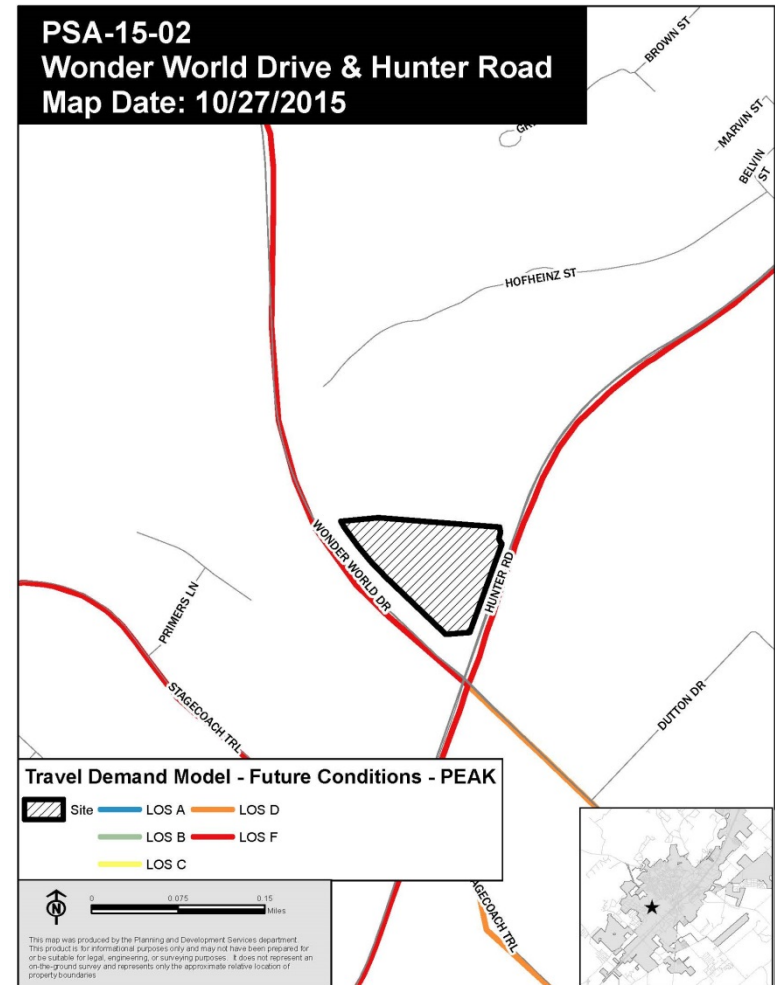 PSA-15-02
Wonder World Drive & Hunter Road
Map Date: 10/27/2015
BROWN ST
MARVIN ST
BELVIN
ST
HOFHEINZ ST
WONDER WORLD DR
HUNTER RD
PRIMERS LN
STAGECOACH TRL
DUTTON DR
Travel Demand Model - Future Conditions - PEAK
Site LOS A LOS D
LOS B LOS F
LOS C
AGECOACH TRL
N
0 0.075 0.15
Miles
This map was produced by the Planning and Development Services department.
This product is for informational purposes only and may not have been prepared for
or be suitable for legal, engineering, or surveying purposes. It does not represent an
on-the-ground survey and represents only the approximate relative location of
property boundaries